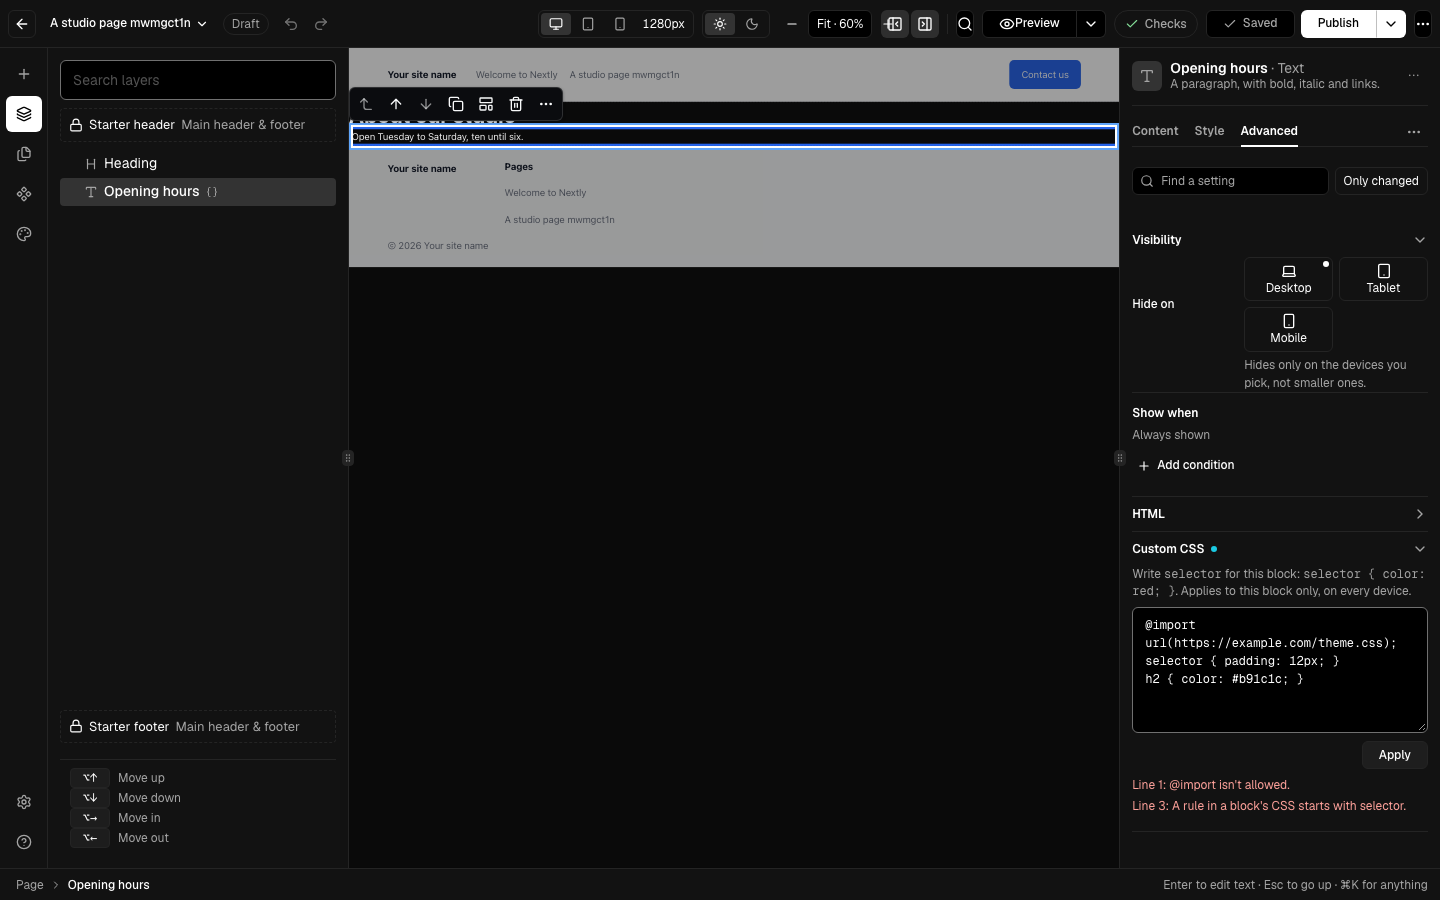 A studio page mwmgct1n
Draft
1280px
Fit · 60%
Preview
Checks
Saved
Publish
Search layers
Starter header Main header & footer
Heading
Opening hours {}
Starter footer Main header & footer
Move up
Move down
Move in
Move out
Your site name
Welcome to Nextly
A studio page mwmgct1n
Contact us
Open Tuesday to Saturday, ten until six.
Your site name
Pages
Welcome to Nextly
A studio page mwmgct1n
© 2026 Your site name
Opening hours · Text
A paragraph, with bold, italic and links.
Content
Style
Advanced
Find a setting
Only changed
Visibility
Hide on
Desktop
Tablet
Mobile
Hides only on the devices you
pick, not smaller ones.
Show when
Always shown
Add condition
HTML
Custom CSS
Write selector for this block: selector { color:
red; }. Applies to this block only, on every device.
@import
url(https://example.com/theme.css);
selector { padding: 12px; }
h2 { color: #b91c1c; }
Apply
Line 1: @import isn't allowed.
Line 3: A rule in a block's CSS starts with selector.
Page
Opening hours
Enter to edit text · Esc to go up · ⌘K for anything